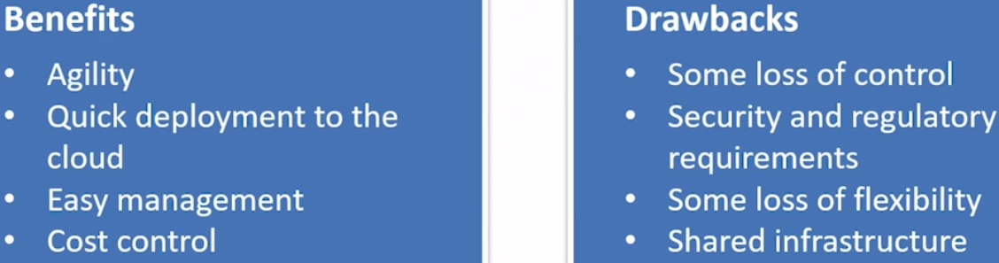 Benefits
• Agility
• Quick deployment to the
cloud
• Easy management
• Cost control
Drawbacks
• Some loss of control
• Security and regulatory
requirements
• Some loss of flexibility
• Shared infrastructure